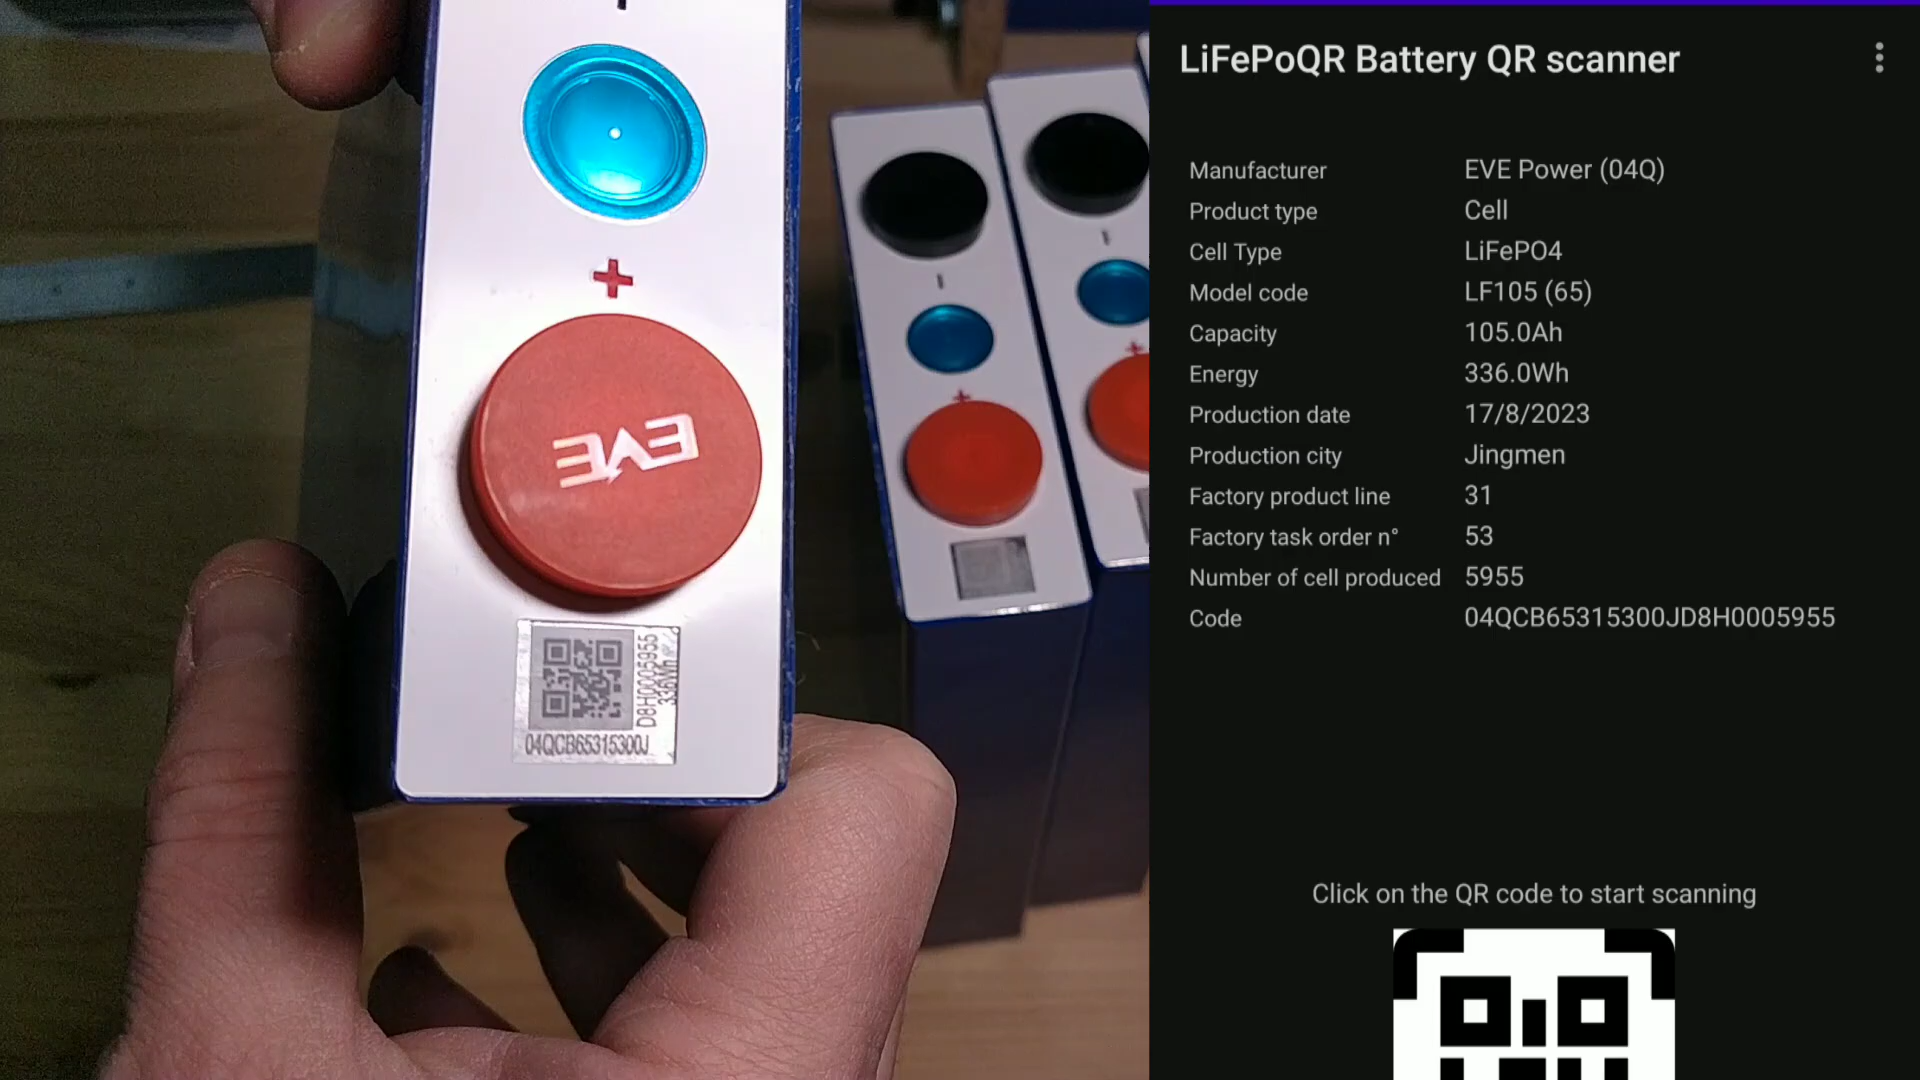 +
EVE
D8H0005955
336Wh
04QCB65315300J
LiFePoQR Battery QR scanner
Manufacturer EVE Power (04Q)
Product type Cell
Cell Type LiFePO4
Model code LF105 (65)
Capacity 105.0Ah
Energy 336.0Wh
Production date 17/8/2023
Production city Jingmen
Factory product line 31
Factory task order n° 53
Number of cell produced 5955
Code 04QCB65315300JD8H0005955
Click on the QR code to start scanning